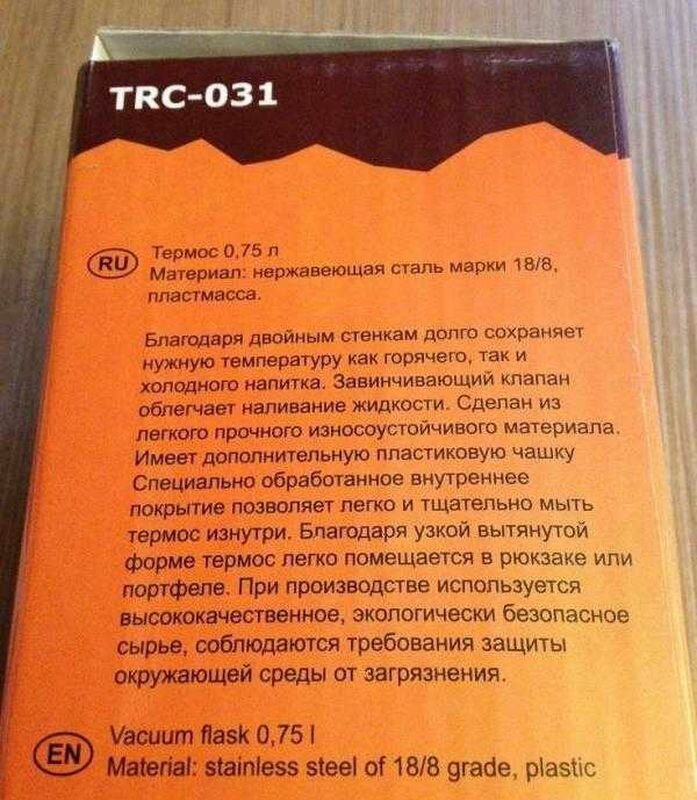 TRC-031
RU
Термос 0,75 л
Материал: нержавеющая сталь марки 18/8,
пластмасса.
Благодаря двойным стенкам долго сохраняет
нужную температуру как горячего, так и
холодного напитка. Завинчивающий клапан
облегчает наливание жидкости. Сделан из
легкого прочного износоустойчивого материала.
Имеет дополнительную пластиковую чашку
Специально обработанное внутреннее
покрытие позволяет легко и тщательно мыть
термос изнутри. Благодаря узкой вытянутой
форме термос легко помещается в рюкзаке или
портфеле. При производстве используется
высококачественное, экологически безопасное
сырье, соблюдаются требования защиты
окружающей среды от загрязнения.
EN
Vacuum flask 0,75 l
Material: stainless steel of 18/8 grade, plastic